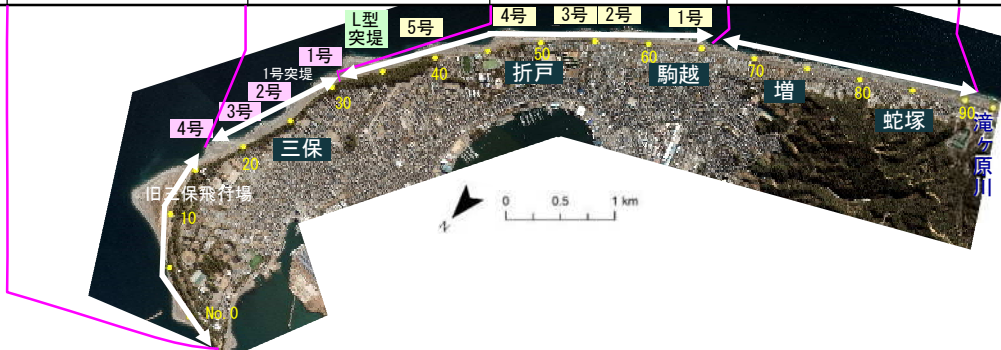 L型
突堤
5号
4号
3号
2号
1号
1号
1号突堤
2号
3号
4号
50
60
40
70
30
80
90
20
10
No.0
折戸
駒越
増
蛇塚
三保
旧三保飛行場
滝ヶ原川
N
0
0.5
1 km